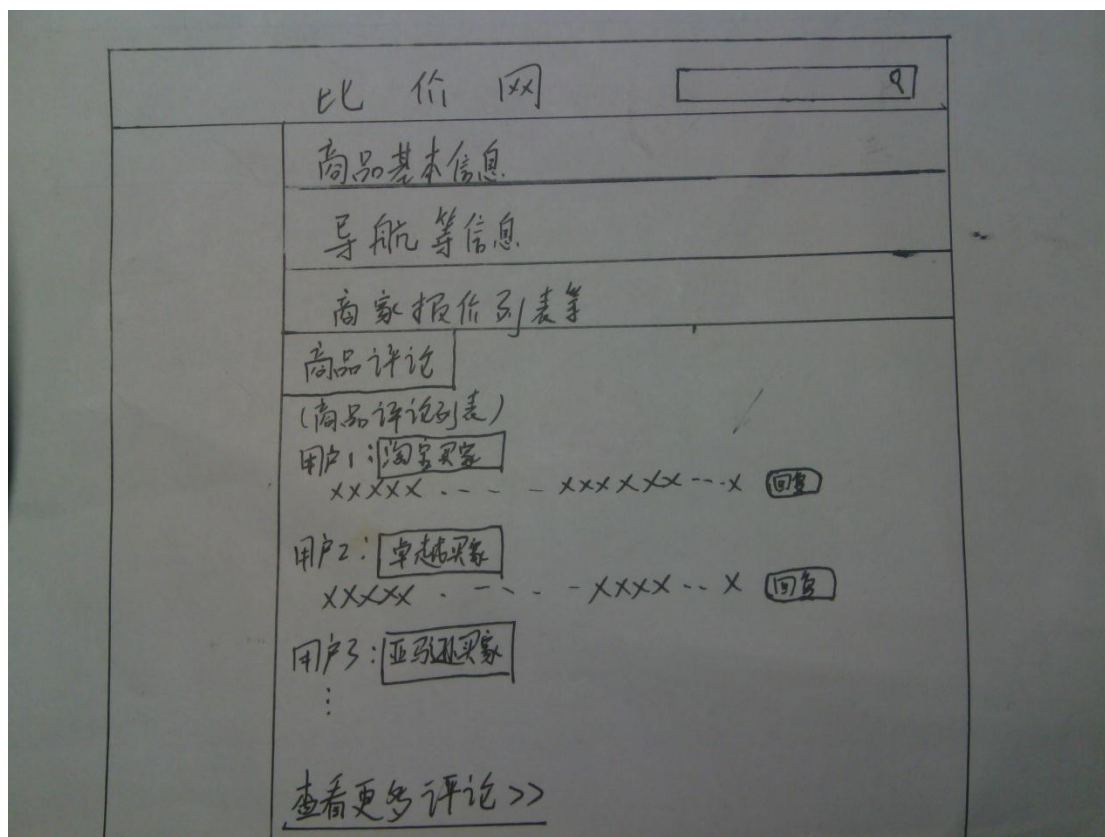 比价网
商品基本信息
导航等信息
商家报价列表等
商品评论
(商品评论列表)
用户1:淘宝买家
xxxxx . - - - xxxxxx---x 回复
用户2:卓越买家
xxxxx . - - . - xxxx -- x 回复
用户3:亚马逊买家
⋮
查看更多评论>>